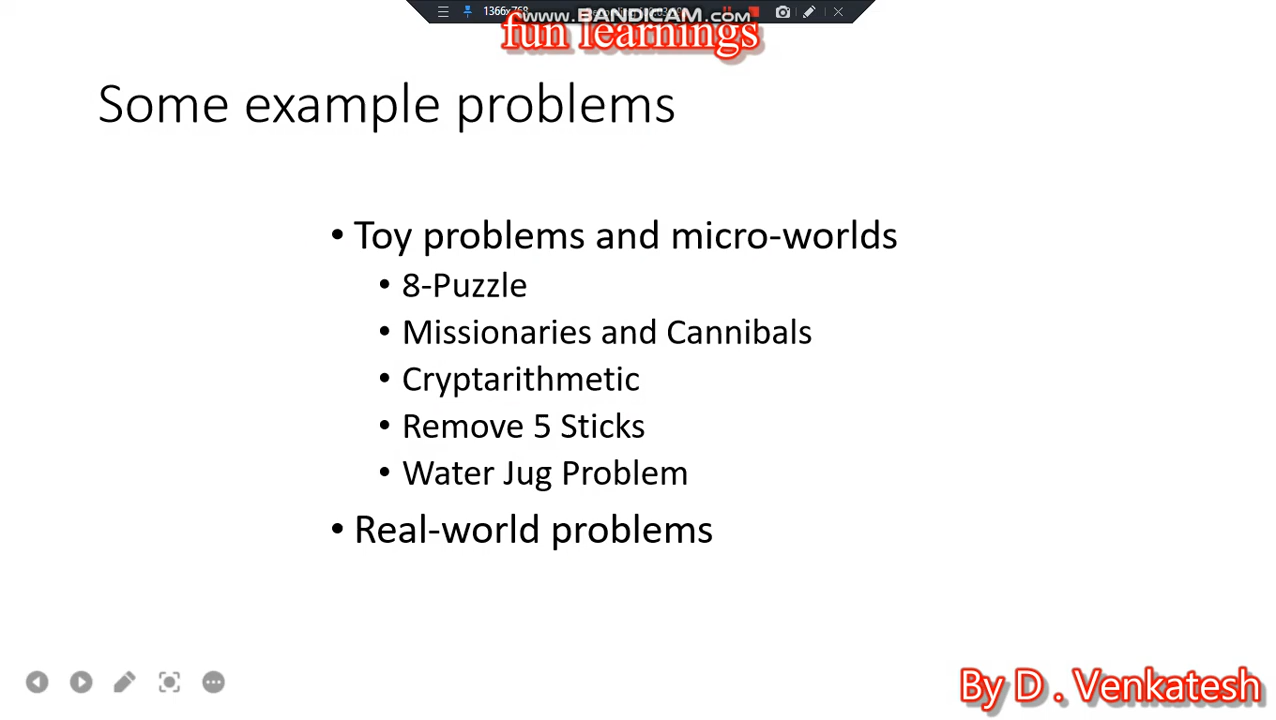 1366x768
www.BANDICAM.com
fun learnings
Some example problems
• Toy problems and micro-worlds
• 8-Puzzle
• Missionaries and Cannibals
• Cryptarithmetic
• Remove 5 Sticks
• Water Jug Problem
• Real-world problems
By D . Venkatesh